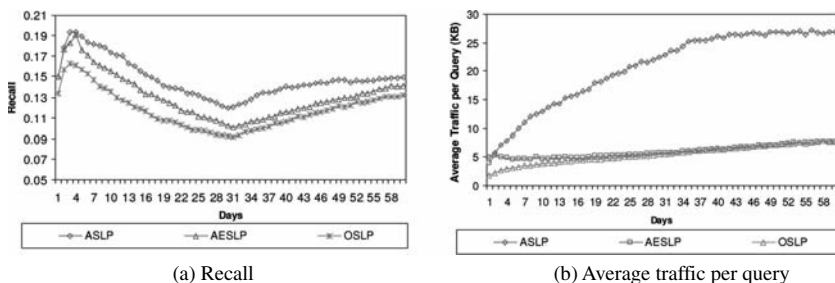 0.21
0.19
0.17
0.15
0.13
0.11
0.09
0.07
0.05
Recall
1 4 7 10 13 16 19 22 25 28 31 34 37 40 43 46 49 52 55 58
Days
ASLP AESLP OSLP
(a) Recall
30
25
20
15
10
5
0
Average Traffic per Query (KB)
1 4 7 10 13 16 19 22 25 28 31 34 37 40 43 46 49 52 55 58
Days
ASLP AESLP OSLP
(b) Average traffic per query